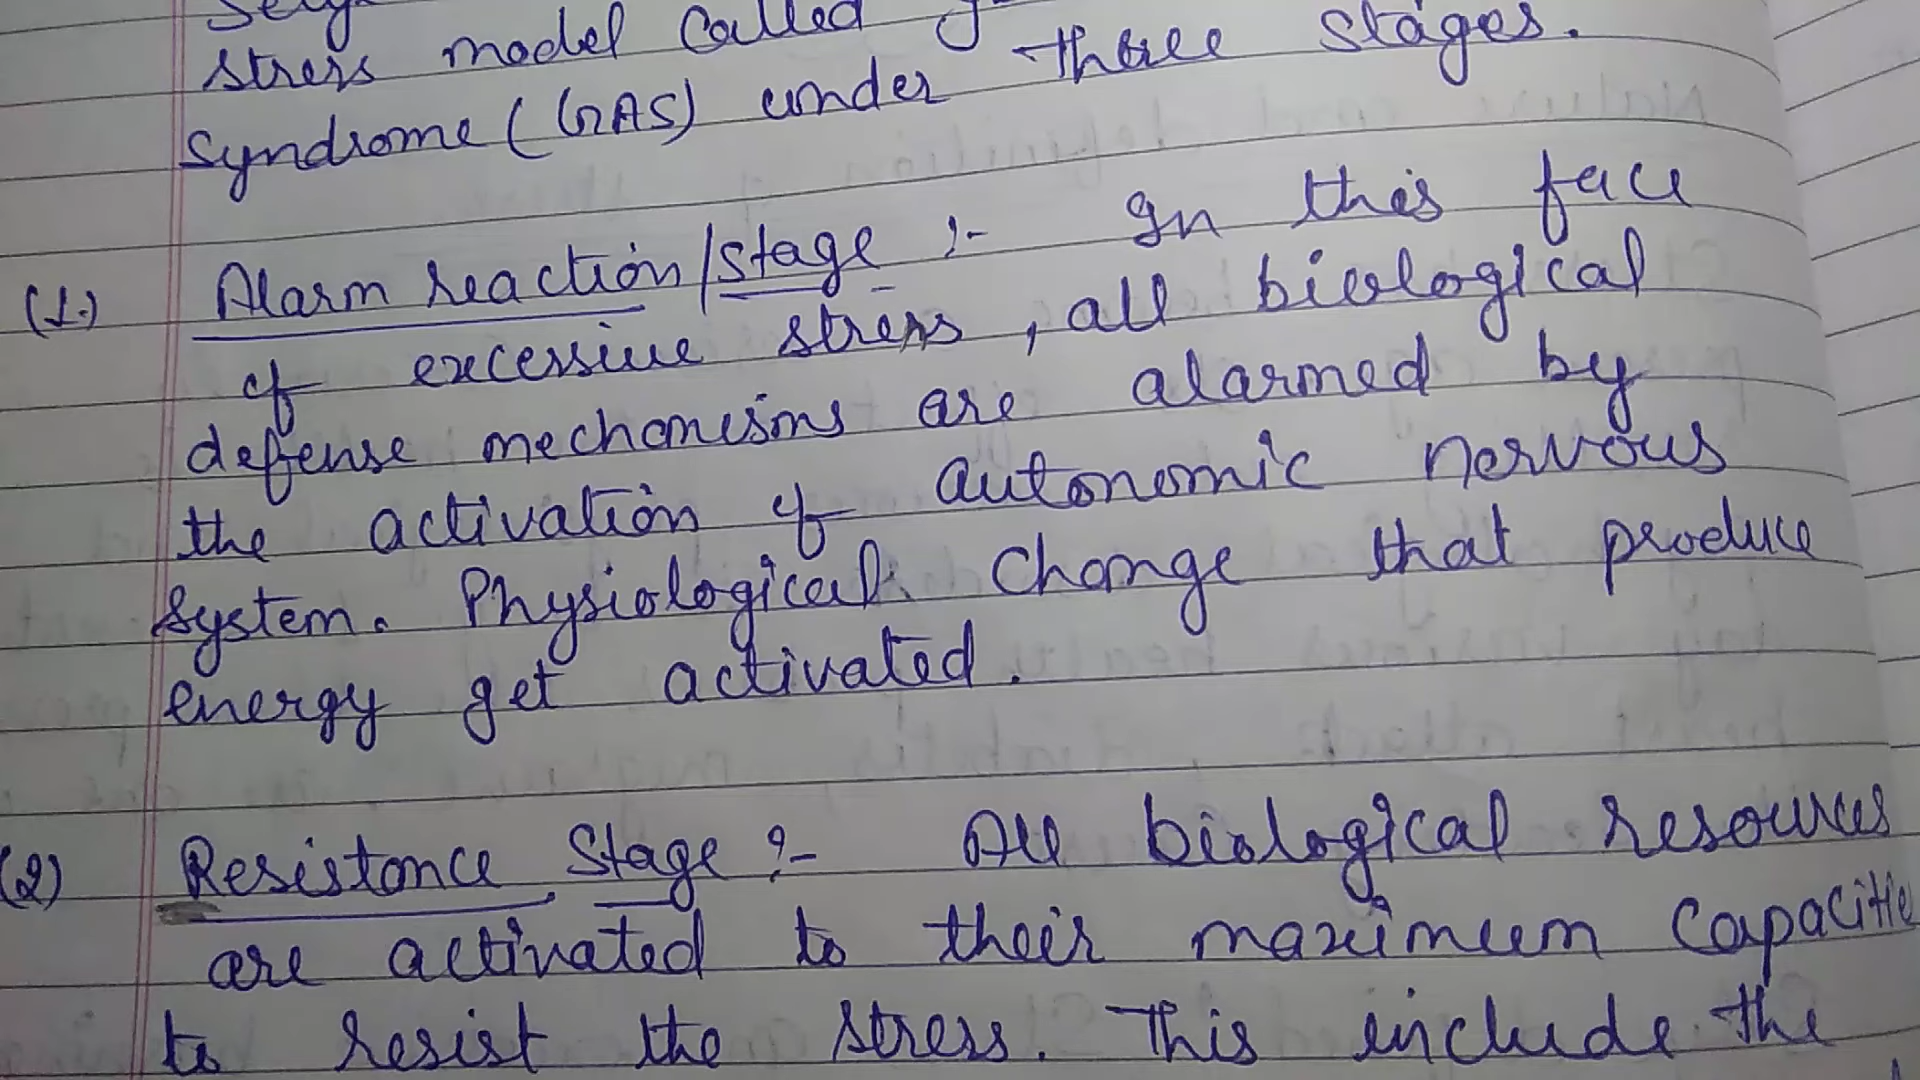 stress model called
Syndrome (GAS) under three stages.
(1.) Alarm reaction/stage :- In this face
of excessive stress, all biological
defense mechanisms are alarmed by
the activation of autonomic nervous
system. Physiological change that produce
energy get activated.
(2) Resistance Stage :- All biological resources
are activated to their maximum capacitie
to resist the stress. This include the